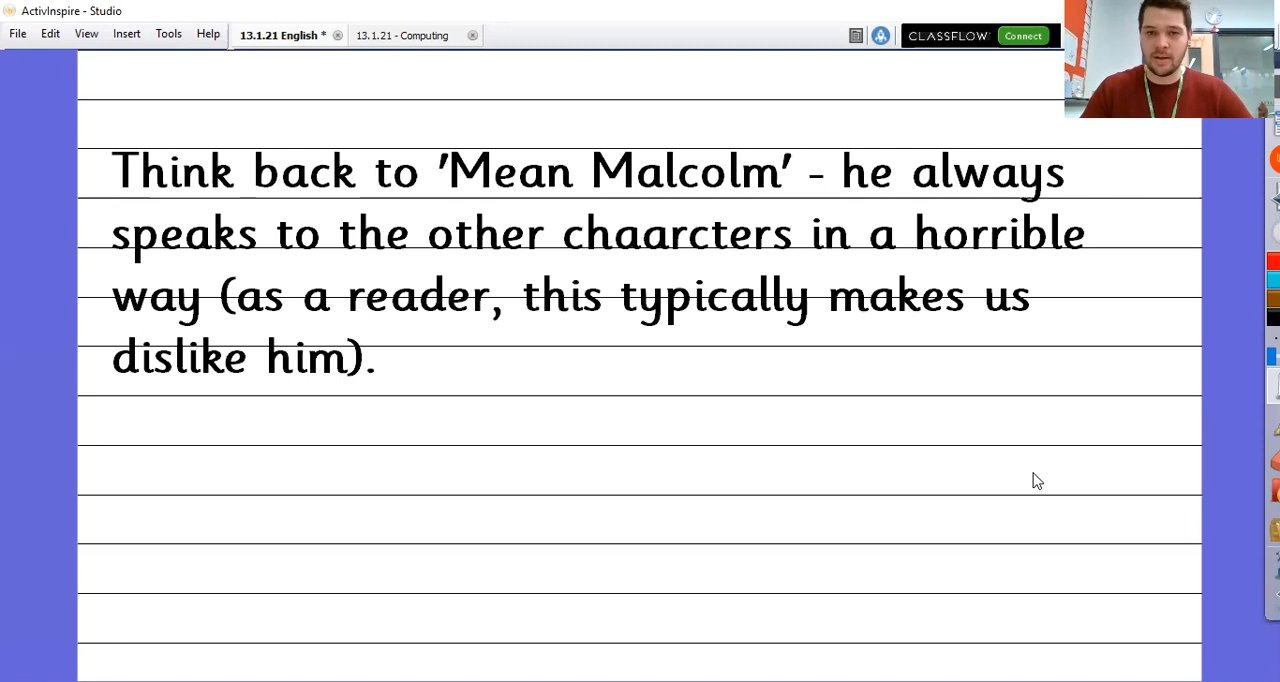 ActivInspire - Studio
File Edit View Insert Tools Help 13.1.21 English * 13.1.21 - Computing CLASSFLOW Connect
Think back to 'Mean Malcolm' - he always
speaks to the other chaarcters in a horrible
way (as a reader, this typically makes us
dislike him).